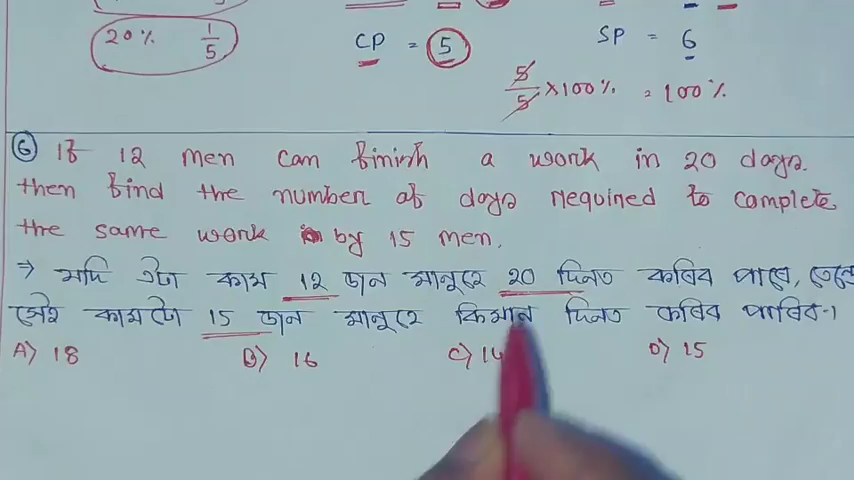 20% 1/5
CP = 5
SP = 6
5/5 ×100% = 100%
6 If 12 men can finish a work in 20 days.
then find the number of days required to complete
the same work by 15 men.
⇒ যদি এটা কাম 12 জন মানুহে 20 দিনত কৰিব পাৰে, তেন্তে
সেই কামটো 15 জন মানুহে কিমান দিনত কৰিব পাৰিব।
A) 18 B) 16 C) 14 D) 15